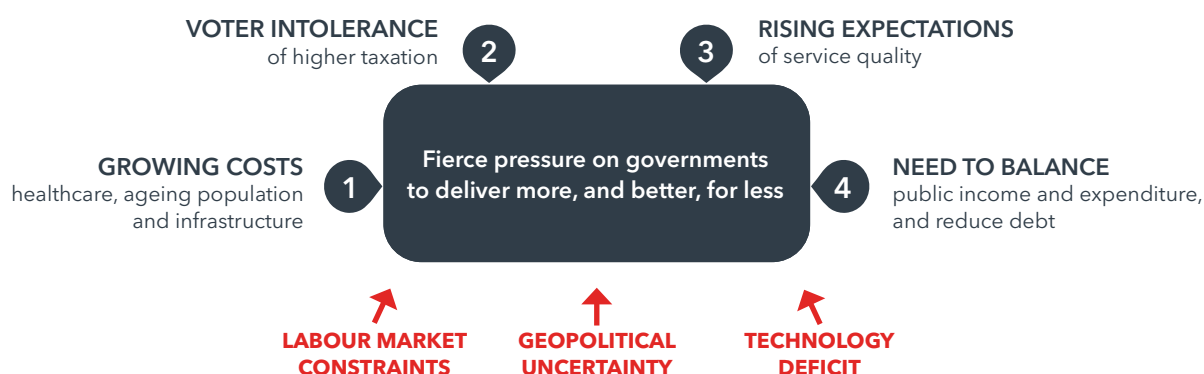 VOTER INTOLERANCE
of higher taxation
2
3
RISING EXPECTATIONS
of service quality
GROWING COSTS
healthcare, ageing population
and infrastructure
1
Fierce pressure on governments
to deliver more, and better, for less
4
NEED TO BALANCE
public income and expenditure,
and reduce debt
LABOUR MARKET
CONSTRAINTS
GEOPOLITICAL
UNCERTAINTY
TECHNOLOGY
DEFICIT